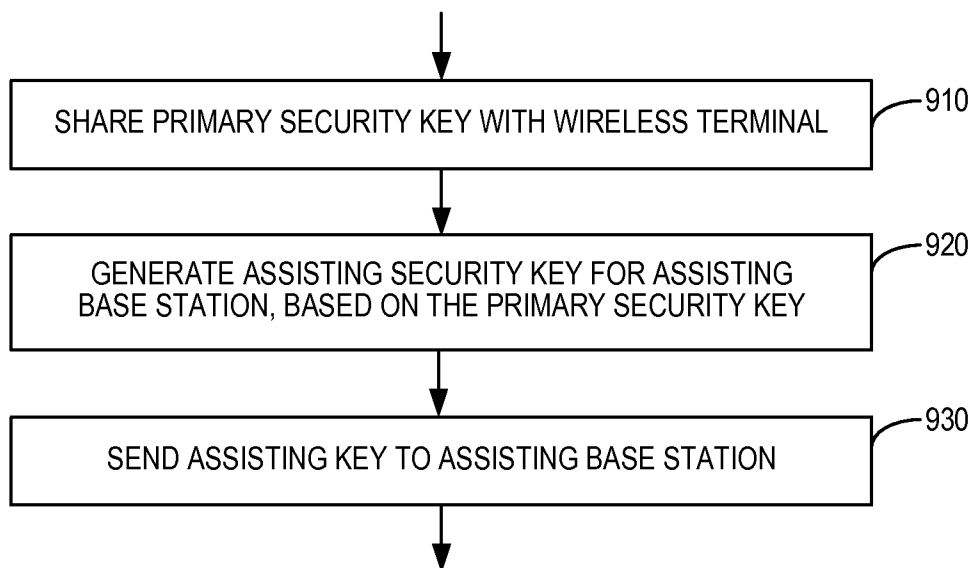 SHARE PRIMARY SECURITY KEY WITH WIRELESS TERMINAL
910
GENERATE ASSISTING SECURITY KEY FOR ASSISTING
BASE STATION, BASED ON THE PRIMARY SECURITY KEY
920
SEND ASSISTING KEY TO ASSISTING BASE STATION
930